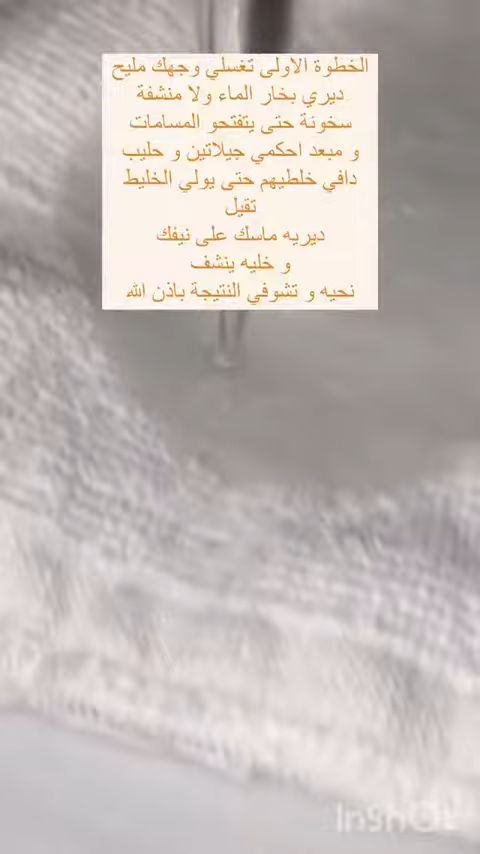 الخطوة الاولى تغسلي وجهك مليح
ديري بخار الماء ولا منشفة
سخونة حتى يتفتحو المسامات
و مبعد احكمي جيلاتين و حليب
دافي خلطيهم حتى يولي الخليط
تقيل
ديريه ماسك على نيفك
و خليه ينشف
نحيه و تشوفي النتيجة باذن الله
InShOt